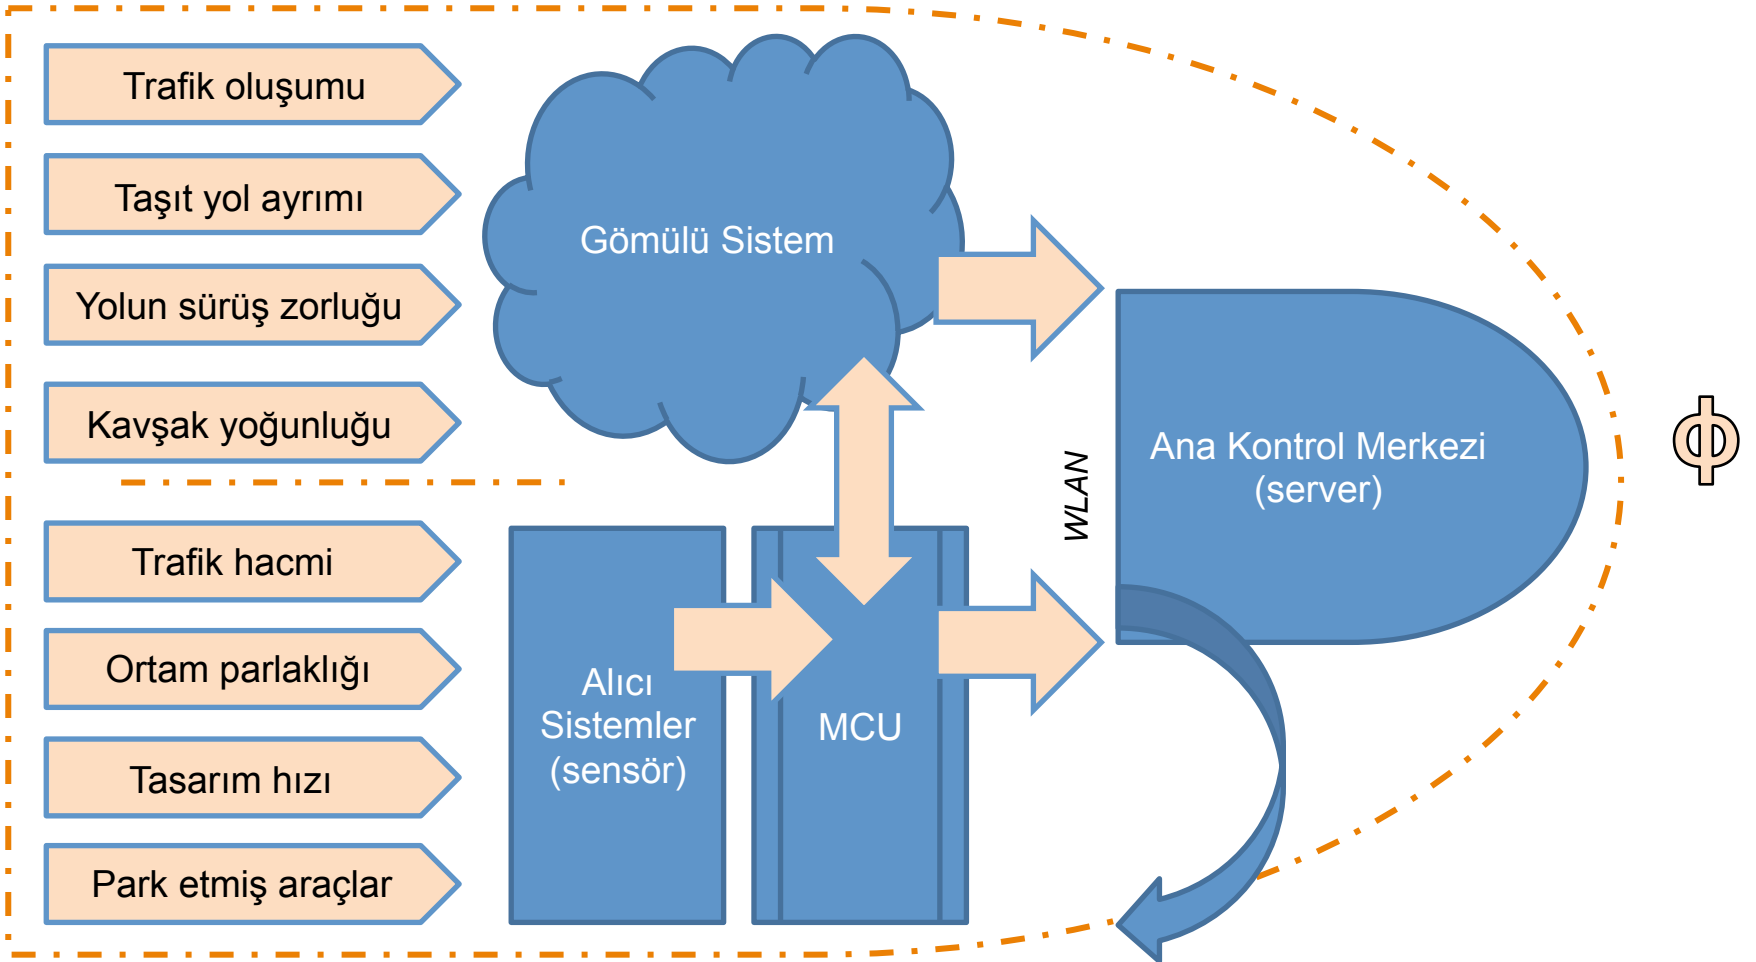 Trafik oluşumu
Taşıt yol ayrımı
Yolun sürüş zorluğu
Kavşak yoğunluğu
Trafik hacmi
Ortam parlaklığı
Tasarım hızı
Park etmiş araçlar
Gömülü Sistem
Alıcı
Sistemler
(sensör)
MCU
WLAN
Ana Kontrol Merkezi
(server)
ϕ